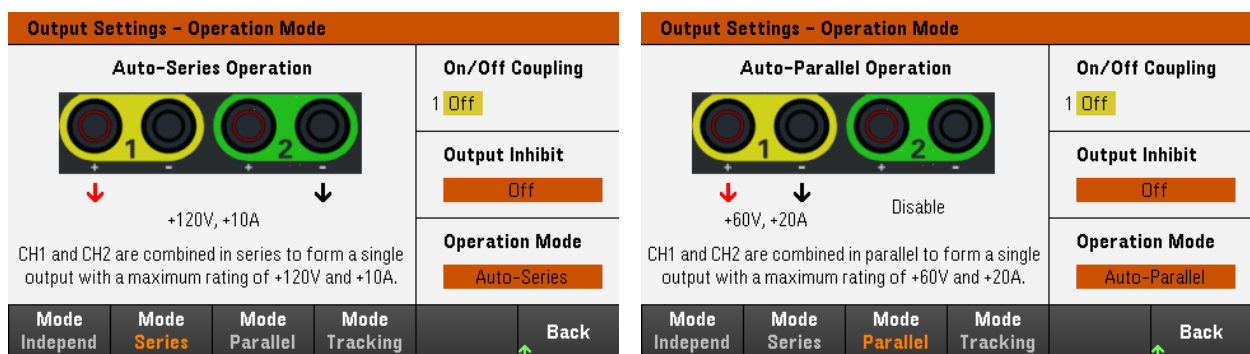 Output Settings - Operation Mode
Auto-Series Operation
1
2
+ - + -
+120V, +10A
CH1 and CH2 are combined in series to form a single
output with a maximum rating of +120V and +10A.
On/Off Coupling
1 Off
Output Inhibit
Off
Operation Mode
Auto-Series
Mode
Independ
Mode
Series
Mode
Parallel
Mode
Tracking
Back
Output Settings - Operation Mode
Auto-Parallel Operation
1
2
+ - + -
+60V, +20A
Disable
CH1 and CH2 are combined in parallel to form a single
output with a maximum rating of +60V and +20A.
On/Off Coupling
1 Off
Output Inhibit
Off
Operation Mode
Auto-Parallel
Mode
Independ
Mode
Series
Mode
Parallel
Mode
Tracking
Back